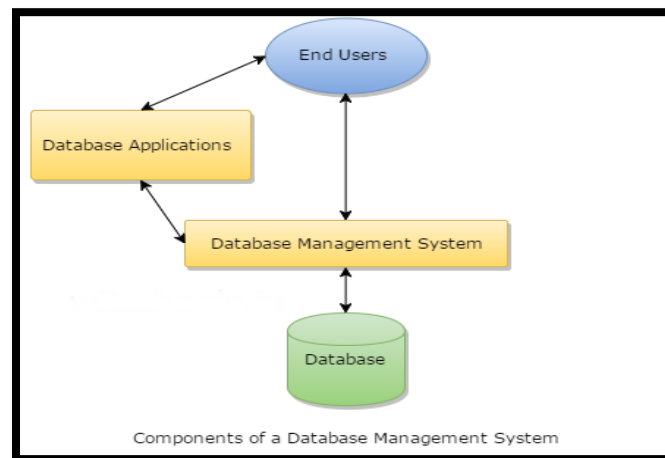 End Users
Database Applications
Database Management System
Database
Components of a Database Management System